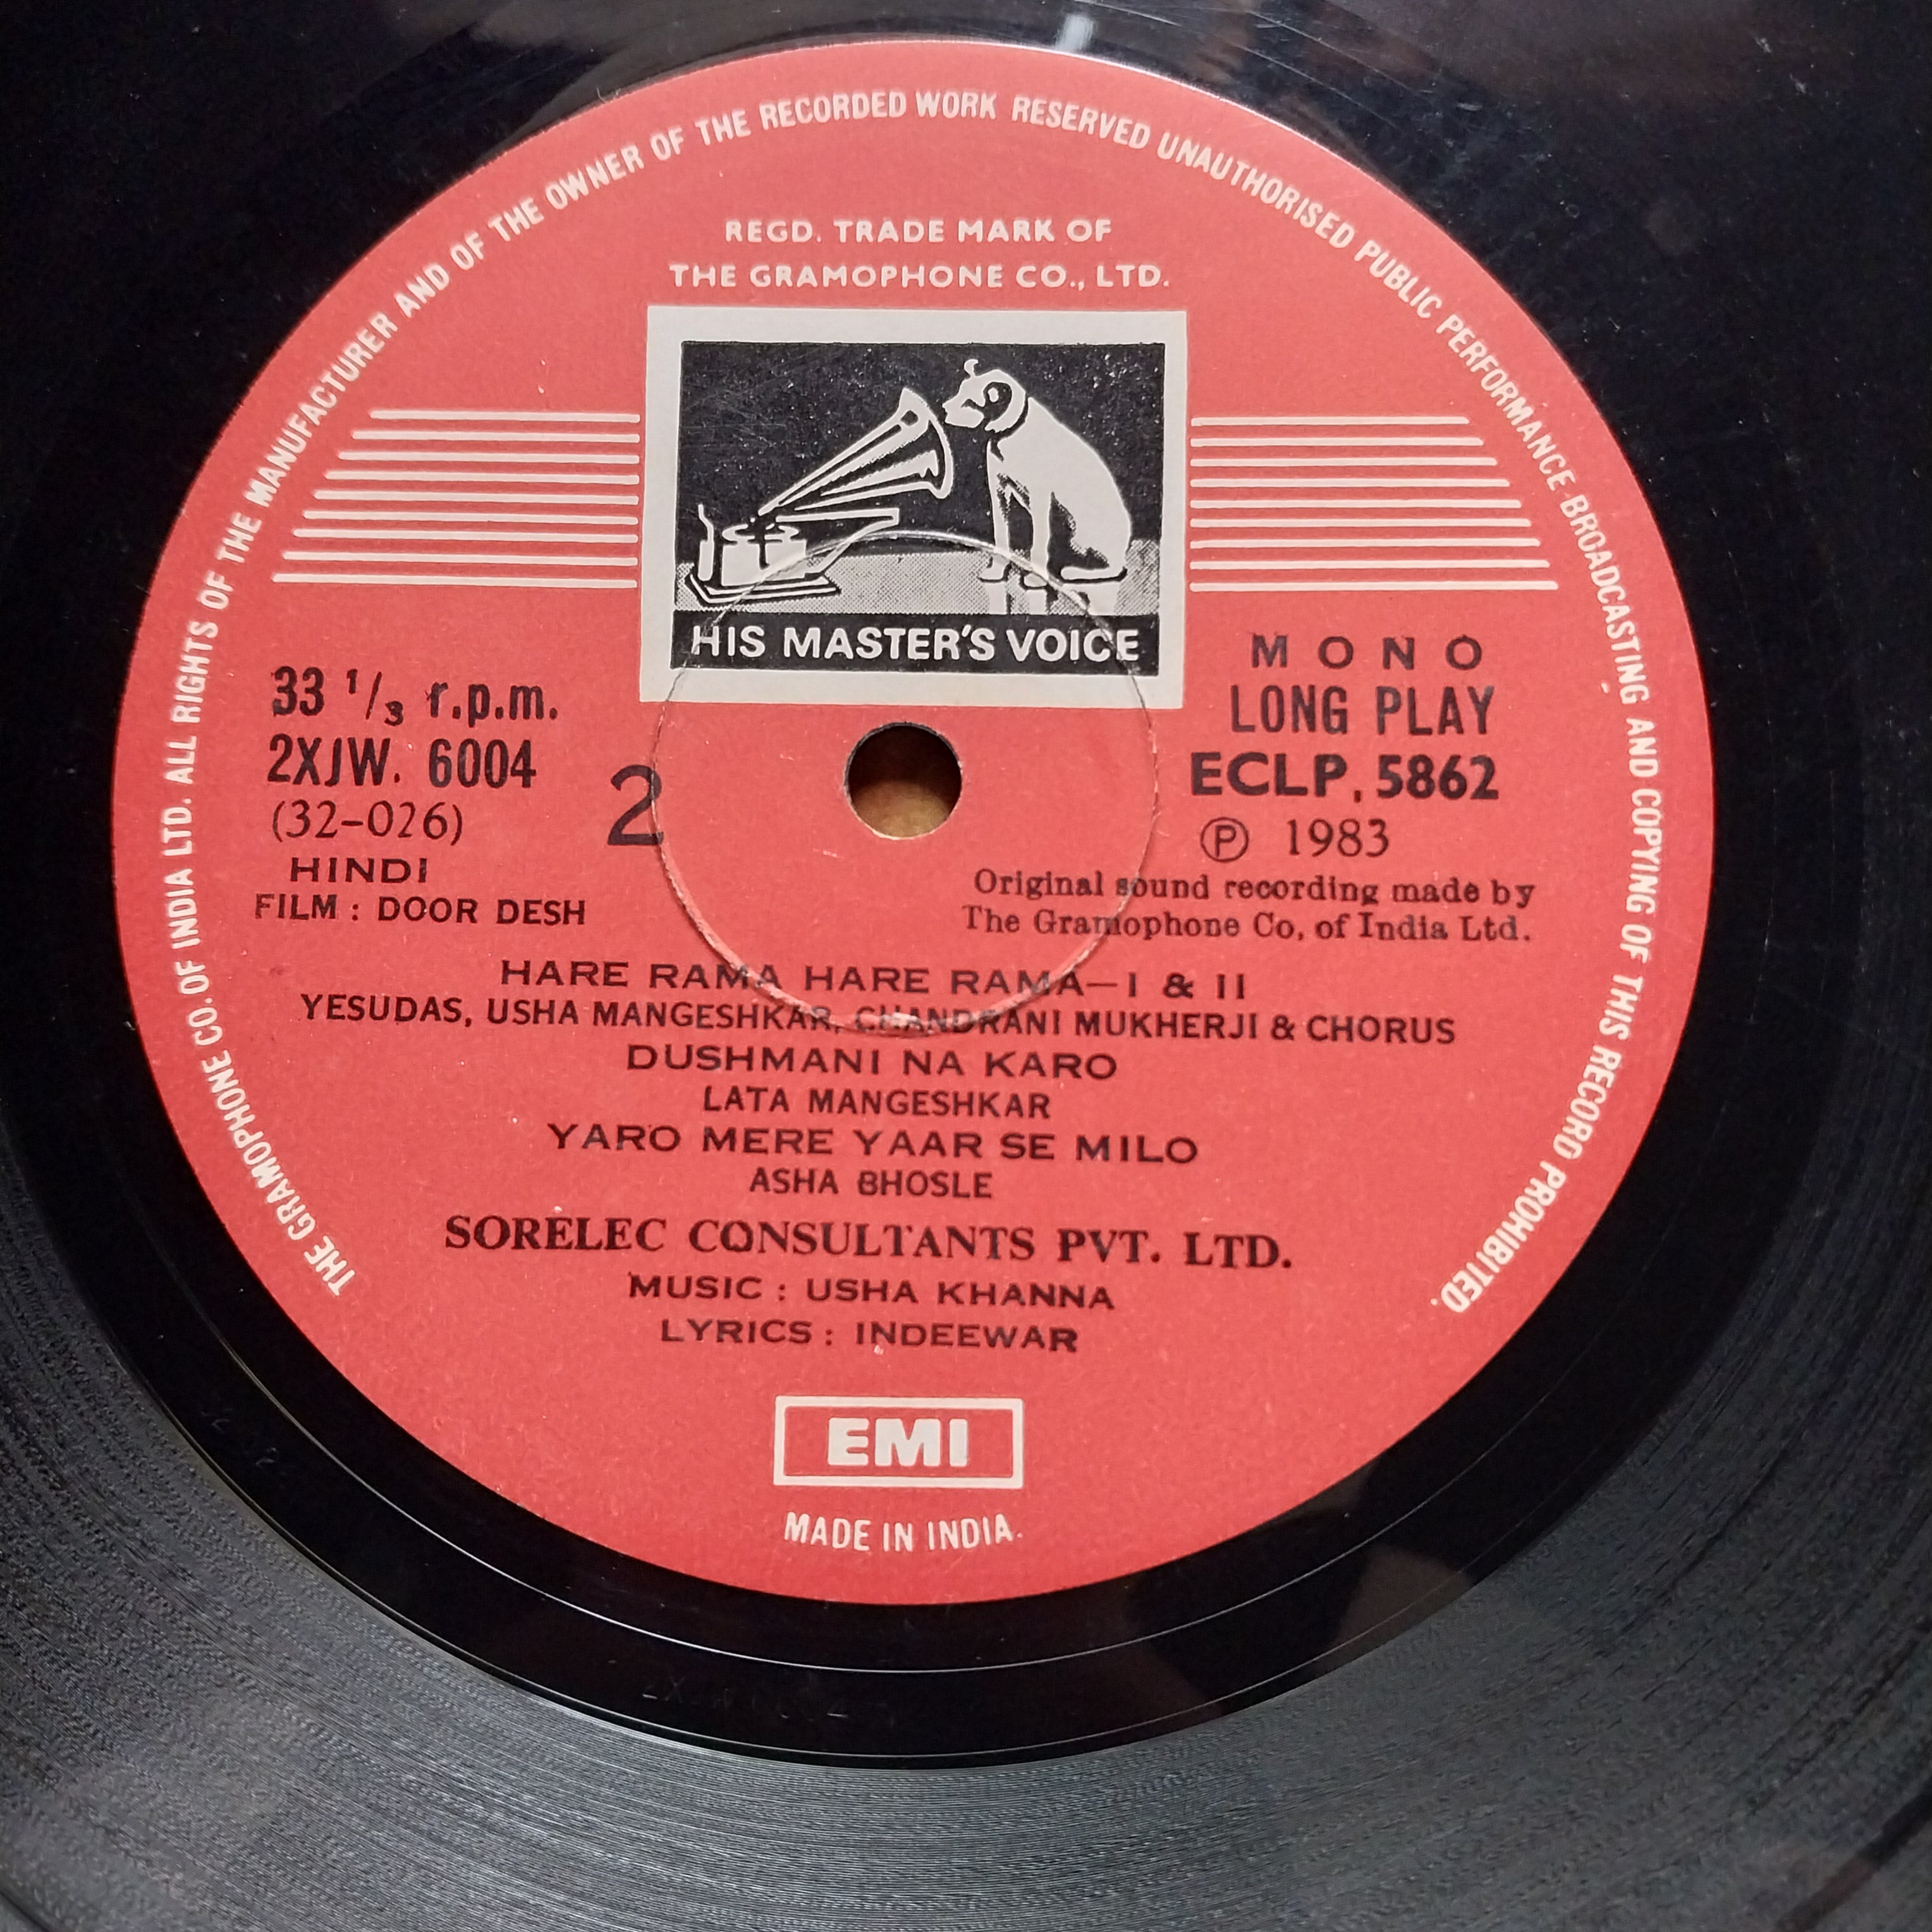 THE GRAMOPHONE CO. OF INDIA LTD. ALL RIGHTS OF THE MANUFACTURER AND OF THE OWNER OF THE RECORDED WORK RESERVED UNAUTHORISED PUBLIC PERFORMANCE BROADCASTING AND COPYING OF THIS RECORD PROHIBITED.
REGD. TRADE MARK OF
THE GRAMOPHONE CO., LTD.
HIS MASTER'S VOICE
33 1/3 r.p.m.
2XJW. 6004
(32-026)
HINDI
FILM : DOOR DESH
2
MONO
LONG PLAY
ECLP. 5862
Ⓟ 1983
Original sound recording made by
The Gramophone Co, of India Ltd.
HARE RAMA HARE RAMA—I & II
YESUDAS, USHA MANGESHKAR, CHANDRANI MUKHERJI & CHORUS
DUSHMANI NA KARO
LATA MANGESHKAR
YARO MERE YAAR SE MILO
ASHA BHOSLE
SORELEC CONSULTANTS PVT. LTD.
MUSIC : USHA KHANNA
LYRICS : INDEEWAR
EMI
MADE IN INDIA.